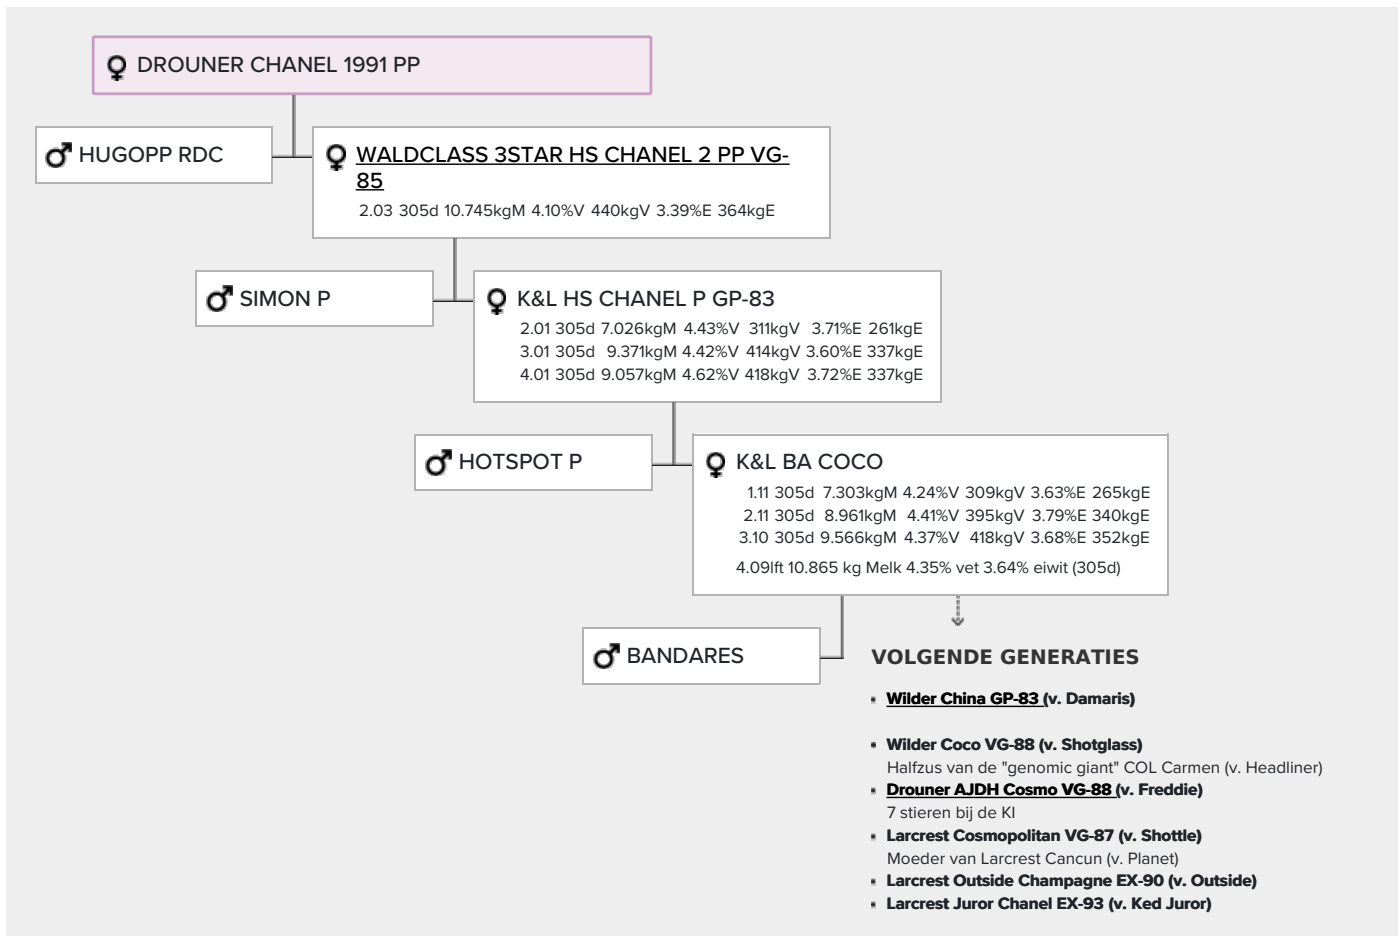 DROUNER CHANEL 1991 PP
HUGOPP RDC
WALDCLASS 3STAR HS CHANEL 2 PP VG-
85
2.03 305d 10.745kgM 4.10%V 440kgV 3.39%E 364kgE
SIMON P
K&L HS CHANEL P GP-83
2.01 305d 7.026kgM 4.43%V 311kgV 3.71%E 261kgE
3.01 305d 9.371kgM 4.42%V 414kgV 3.60%E 337kgE
4.01 305d 9.057kgM 4.62%V 418kgV 3.72%E 337kgE
HOTSPOT P
K&L BA COCO
1.11 305d 7.303kgM 4.24%V 309kgV 3.63%E 265kgE
2.11 305d 8.961kgM 4.41%V 395kgV 3.79%E 340kgE
3.10 305d 9.566kgM 4.37%V 418kgV 3.68%E 352kgE
4.09lft 10.865 kg Melk 4.35% vet 3.64% eiwit (305d)
BANDARES
VOLGENDE GENERATIES
Wilder China GP-83 (v. Damaris)
Wilder Coco VG-88 (v. Shotglass)
Halfzus van de "genomic giant" COL Carmen (v. Headliner)
Drouner AJDH Cosmo VG-88 (v. Freddie)
7 stieren bij de KI
Larcrest Cosmopolitan VG-87 (v. Shottle)
Moeder van Larcrest Cancun (v. Planet)
Larcrest Outside Champagne EX-90 (v. Outside)
Larcrest Juror Chanel EX-93 (v. Ked Juror)